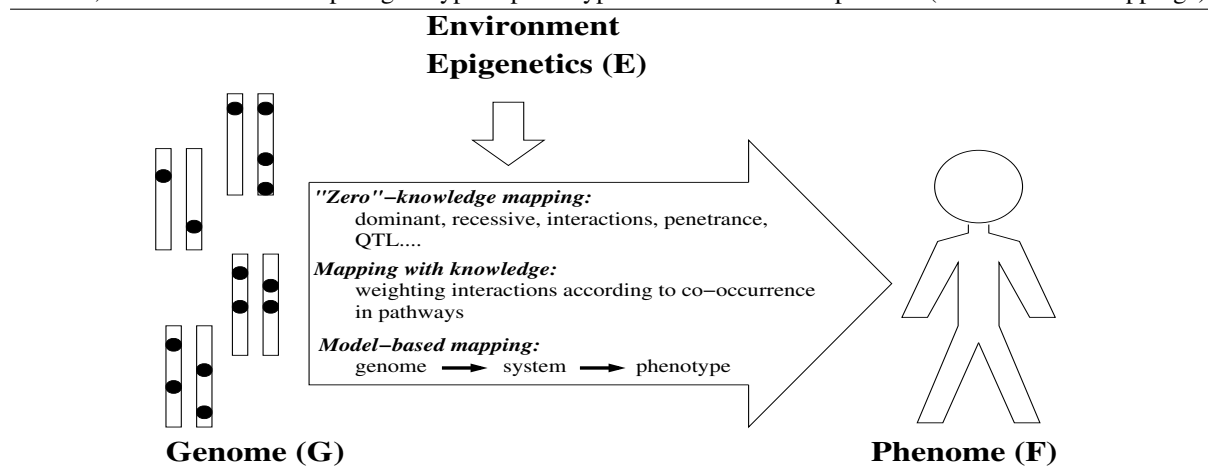 Environment
Epigenetics (E)
"Zero"−knowledge mapping:
dominant, recessive, interactions, penetrance,
QTL....
Mapping with knowledge:
weighting interactions according to co−occurrence
in pathways
Model−based mapping:
genome system phenotype
Genome (G)
Phenome (F)